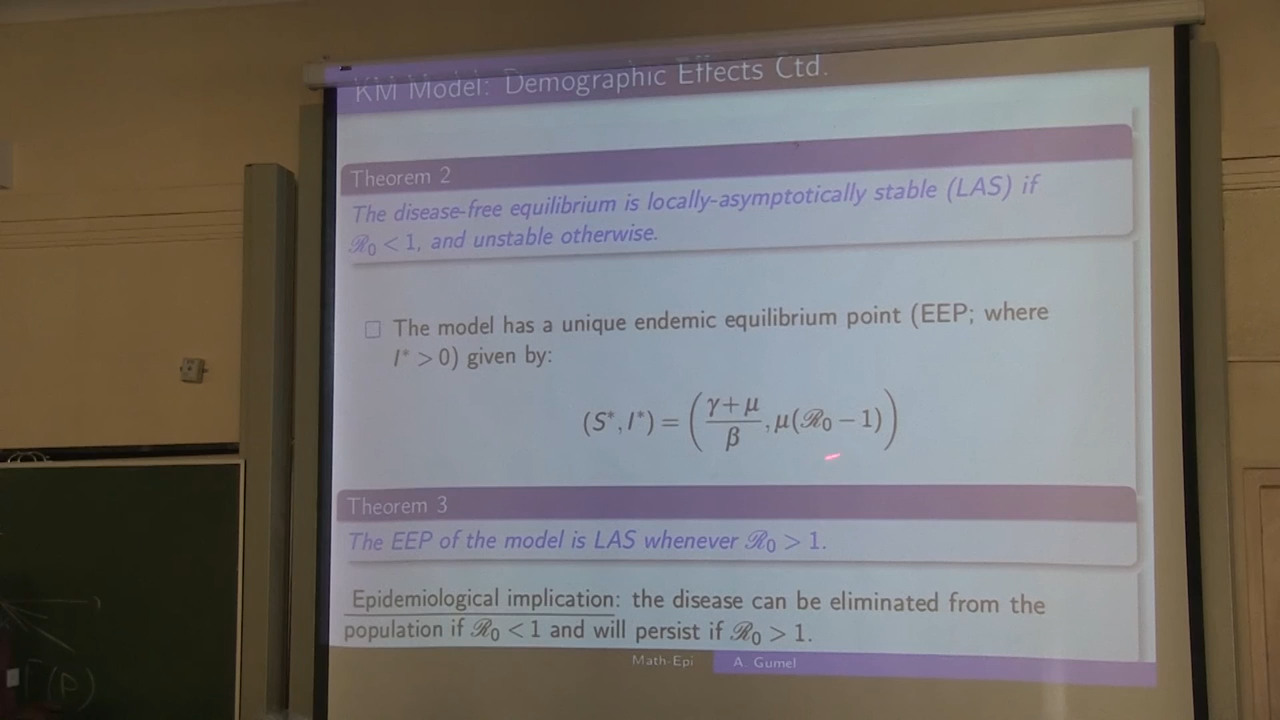 KM Model: Demographic Effects Ctd.
Theorem 2
The disease-free equilibrium is locally-asymptotically stable (LAS) if
ℛ₀ < 1, and unstable otherwise.
The model has a unique endemic equilibrium point (EEP; where
I* > 0) given by:
(S*, I*) = ( (γ+μ)/β , μ(ℛ₀ − 1) )
Theorem 3
The EEP of the model is LAS whenever ℛ₀ > 1.
Epidemiological implication: the disease can be eliminated from the
population if ℛ₀ < 1 and will persist if ℛ₀ > 1.
Math-Epi A. Gumel